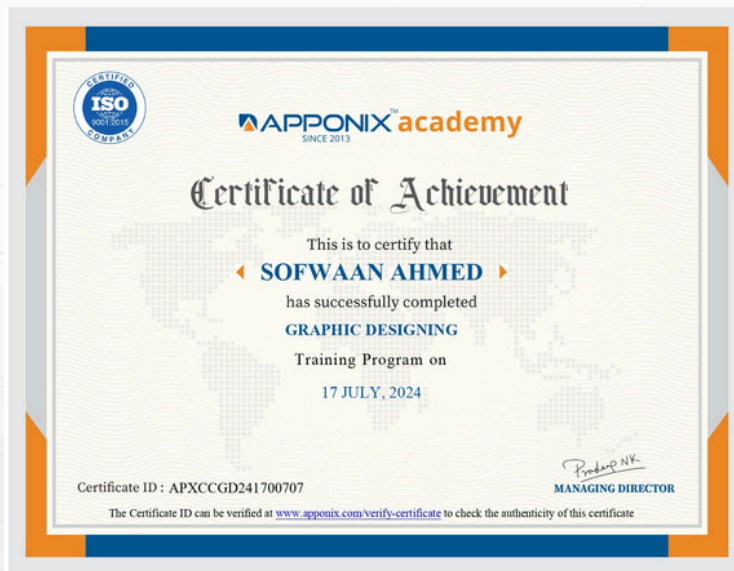 CERTIFIED
ISO
9001:2015
COMPANY
APPONIX™ academy
SINCE 2013
Certificate of Achievement
This is to certify that
SOFWAAN AHMED
has successfully completed
GRAPHIC DESIGNING
Training Program on
17 JULY, 2024
Pradeep NK
Certificate ID : APXCCGD241700707
MANAGING DIRECTOR
The Certificate ID can be verified at www.apponix.com/verify-certificate to check the authenticity of this certificate